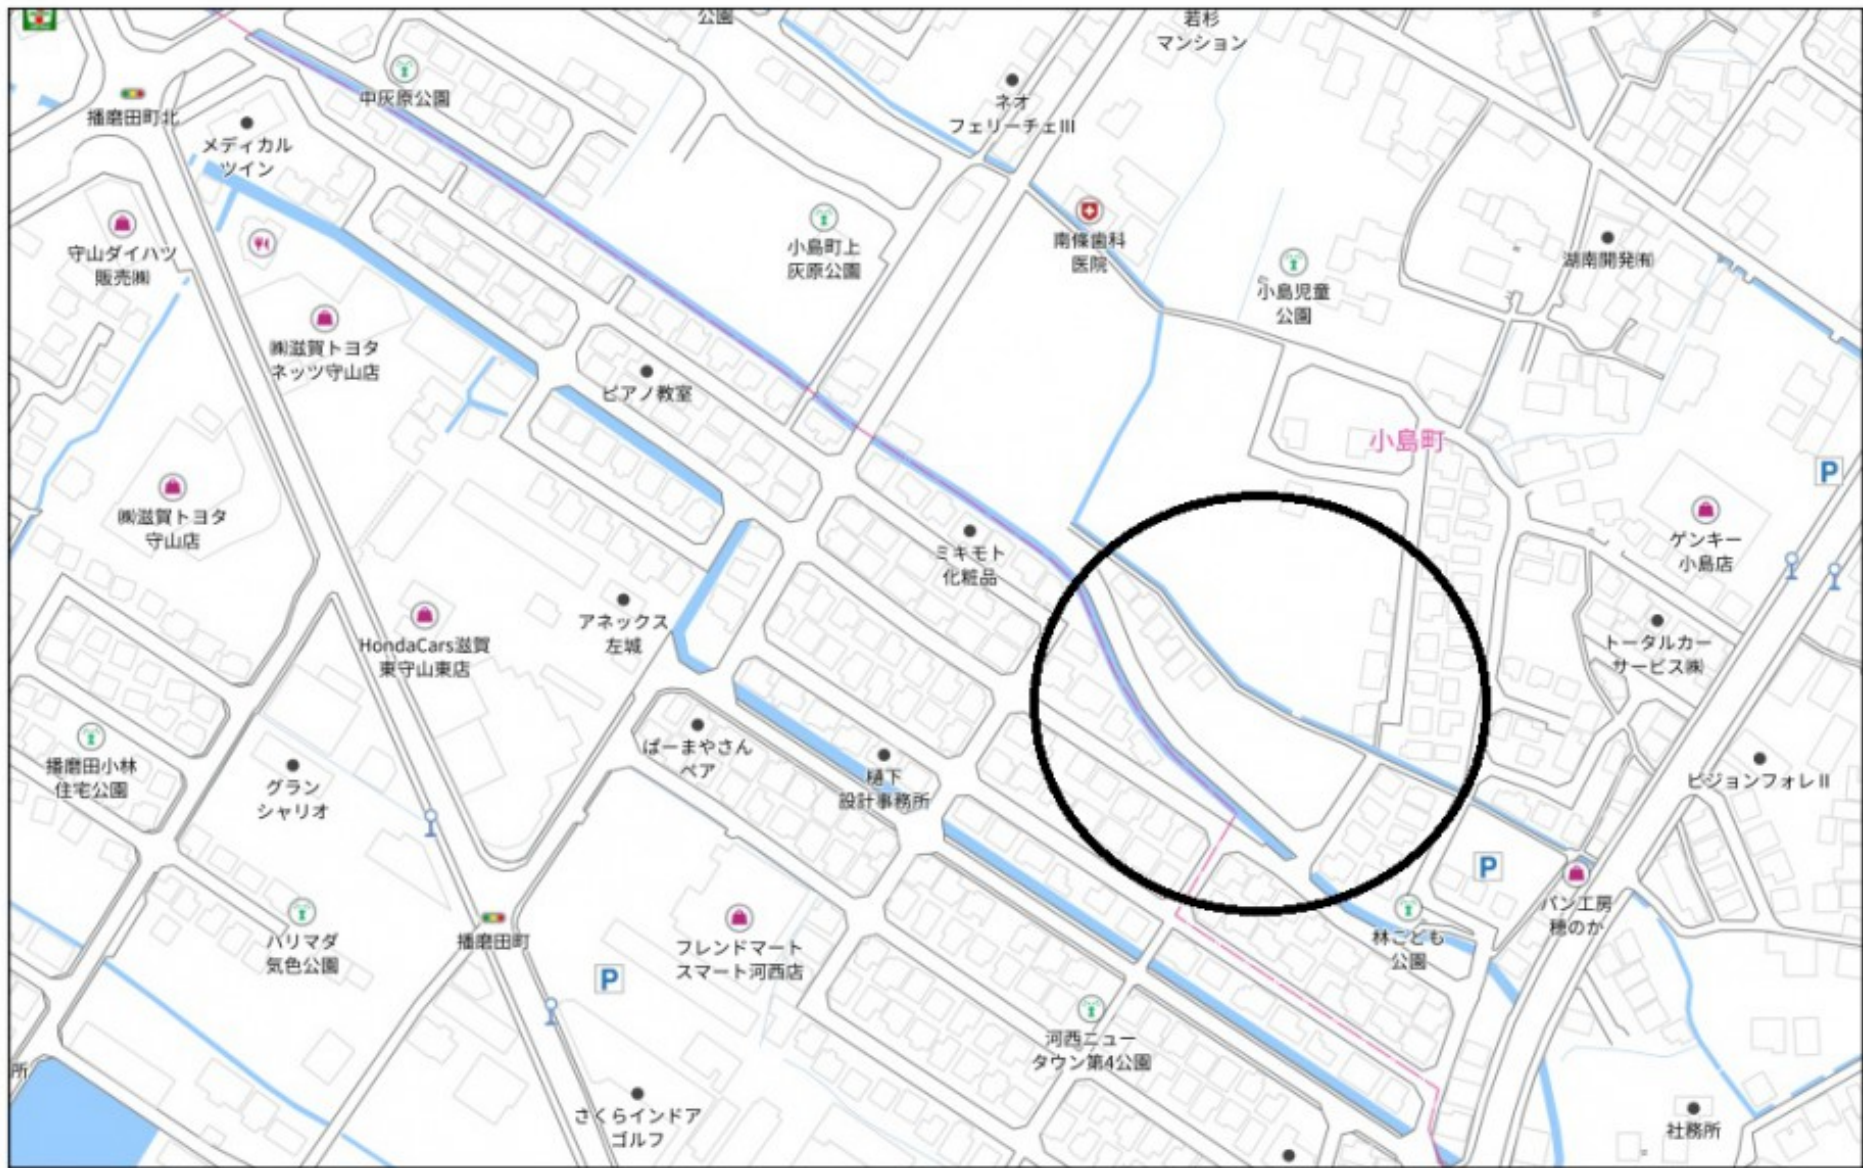 公園
若杉
マンション
中灰原公園
播磨田町北
メディカル
ツイン
ネオ
フェリーチェIII
守山ダイハツ
販売㈱
小島町上
灰原公園
南條歯科
医院
小島児童
公園
湖南開発㈲
㈱滋賀トヨタ
ネッツ守山店
ピアノ教室
小島町
P
㈱滋賀トヨタ
守山店
ミキモト
化粧品
ゲンキー
小島店
アネックス
左城
HondaCars滋賀
東守山東店
トータルカー
サービス㈱
ぱーまやさん
ペア
樋下
設計事務所
播磨田小林
住宅公園
グラン
シャリオ
ビジョンフォレII
P
パン工房
穂のか
林こども
公園
ハリマダ
気色公園
播磨田町
フレンドマート
スマート河西店
P
河西ニュー
タウン第4公園
所
さくらインドア
ゴルフ
社務所